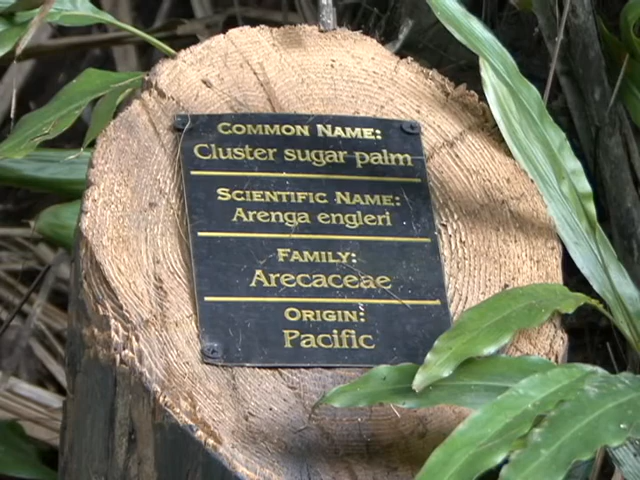 COMMON NAME:
Cluster sugar palm
SCIENTIFIC NAME:
Arenga engleri
FAMILY:
Arecaceae
ORIGIN:
Pacific